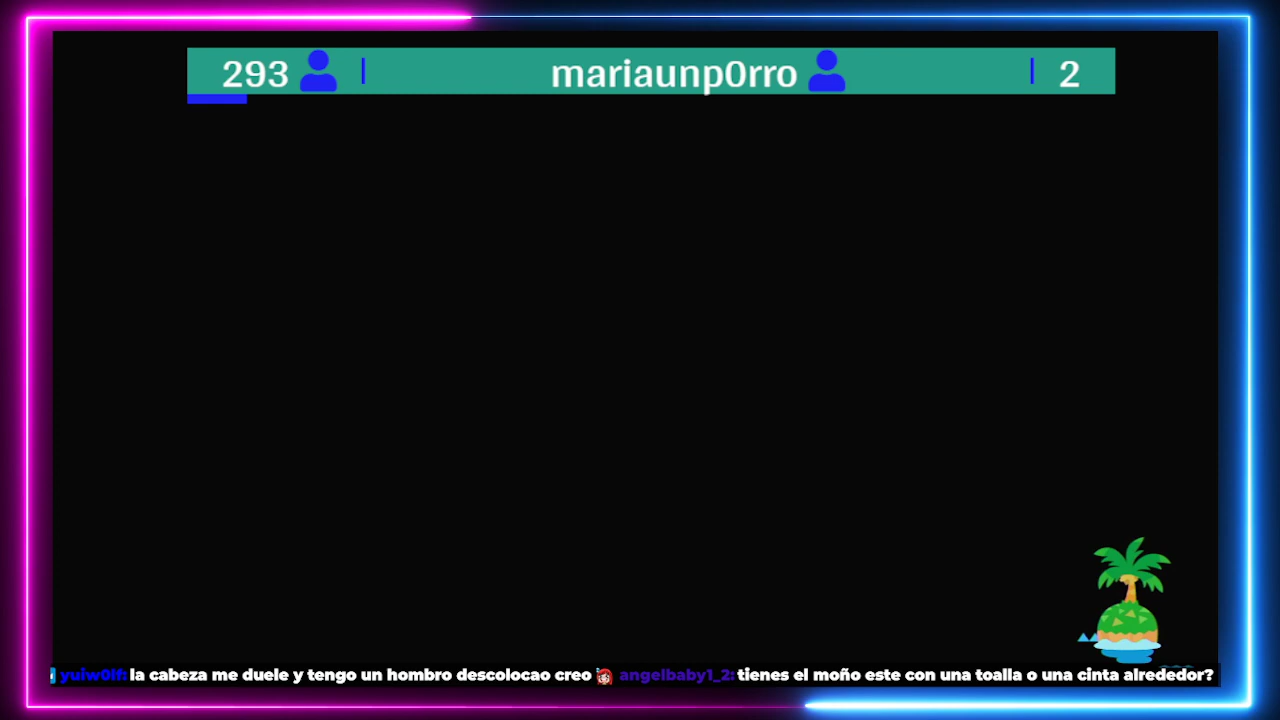 293 mariaunp0rro 2
yuiw0lf: la cabeza me duele y tengo un hombro descolocao creo angelbaby1_2: tienes el moño este con una toalla o una cinta alrededor?